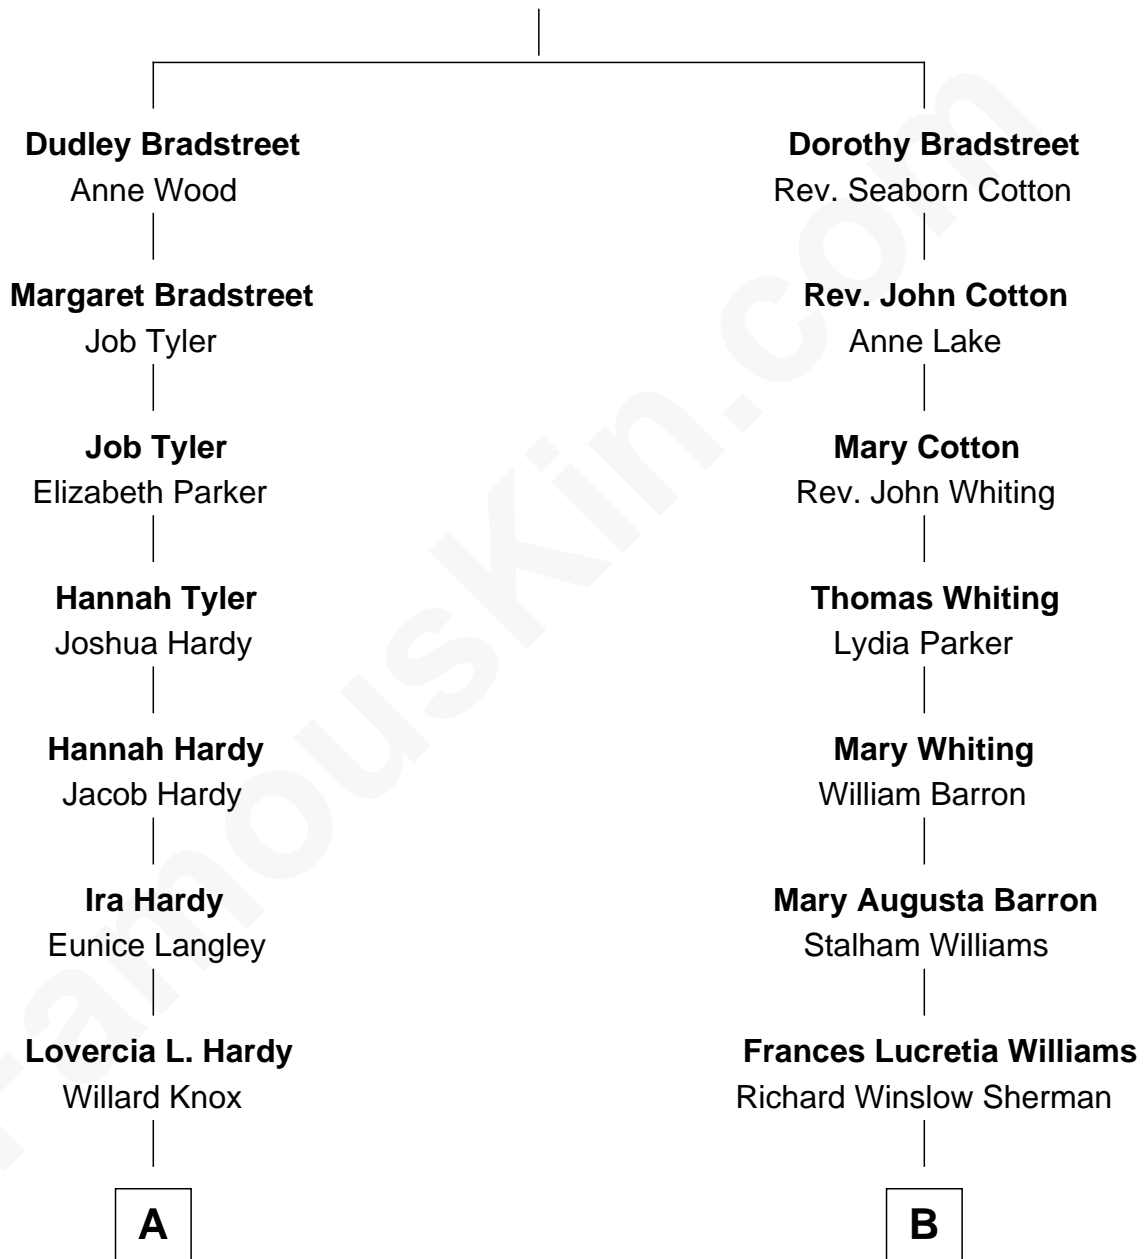 Dudley Bradstreet
Anne Wood
Margaret Bradstreet
Job Tyler
Job Tyler
Elizabeth Parker
Hannah Tyler
Joshua Hardy
Hannah Hardy
Jacob Hardy
Ira Hardy
Eunice Langley
Lovercia L. Hardy
Willard Knox
A
Dorothy Bradstreet
Rev. Seaborn Cotton
Rev. John Cotton
Anne Lake
Mary Cotton
Rev. John Whiting
Thomas Whiting
Lydia Parker
Mary Whiting
William Barron
Mary Augusta Barron
Stalham Williams
Frances Lucretia Williams
Richard Winslow Sherman
B
FamousKin.com